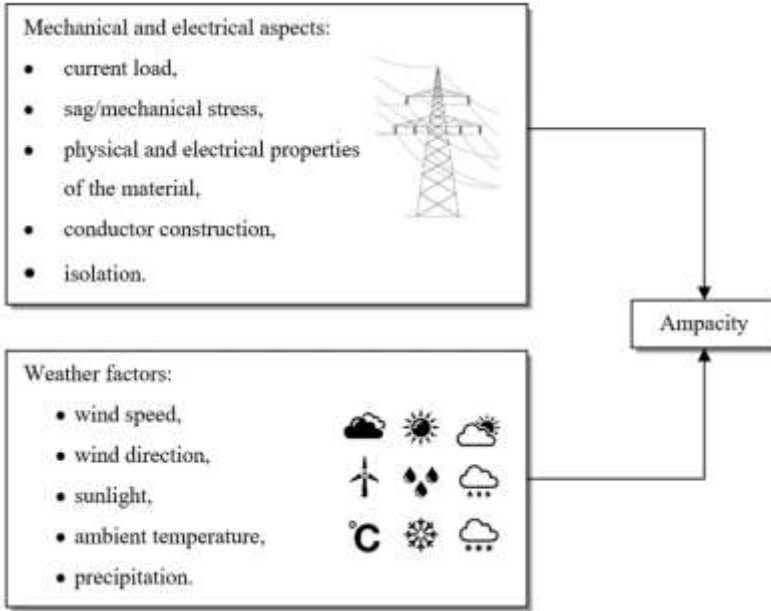 Mechanical and electrical aspects:
● current load,
● sag/mechanical stress,
● physical and electrical properties
of the material,
● conductor construction,
● isolation.
Ampacity
Weather factors:
● wind speed,
● wind direction,
● sunlight,
● ambient temperature,
● precipitation.
°C